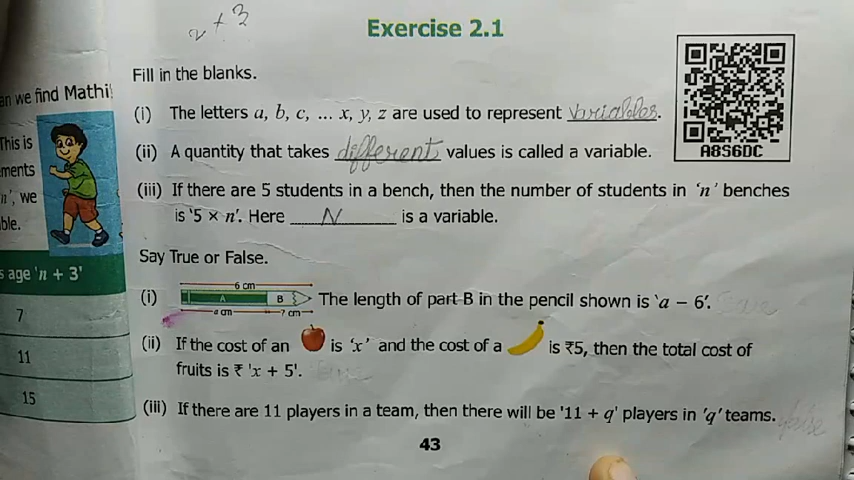 x + 3
Exercise 2.1
an we find Mathi
This is
ments
n', we
ble.
s age 'n + 3'
7
11
15
A8S6DC
Fill in the blanks.
(i) The letters a, b, c, ... x, y, z are used to represent Variables.
(ii) A quantity that takes different values is called a variable.
(iii) If there are 5 students in a bench, then the number of students in 'n' benches
is '5 × n'. Here N is a variable.
Say True or False.
6 cm
(i) A B The length of part B in the pencil shown is 'a – 6'.
a cm ? cm
(ii) If the cost of an is 'x' and the cost of a is ₹5, then the total cost of
fruits is ₹ 'x + 5'. True
(iii) If there are 11 players in a team, then there will be '11 + q' players in 'q' teams.
43